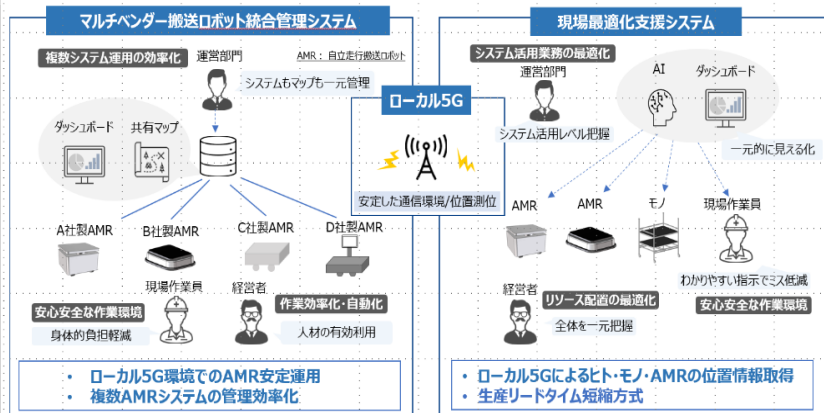 マルチベンダー搬送ロボット統合管理システム
複数システム運用の効率化
運営部門
AMR：自立走行搬送ロボット
システムもマップも一元管理
ダッシュボード
共有マップ
A社製AMR
B社製AMR
C社製AMR
D社製AMR
現場作業員
経営者
安心安全な作業環境
身体的負担軽減
作業効率化・自動化
人材の有効利用
• ローカル5G環境でのAMR安定運用
• 複数AMRシステムの管理効率化
ローカル5G
安定した通信環境/位置測位
現場最適化支援システム
システム活用業務の最適化
運営部門
システム活用レベル把握
AI
ダッシュボード
一元的に見える化
AMR
AMR
モノ
現場作業員
わかりやすい指示でミス低減
安心安全な作業環境
経営者
リソース配置の最適化
全体を一元把握
• ローカル5Gによるヒト・モノ・AMRの位置情報取得
• 生産リードタイム短縮方式